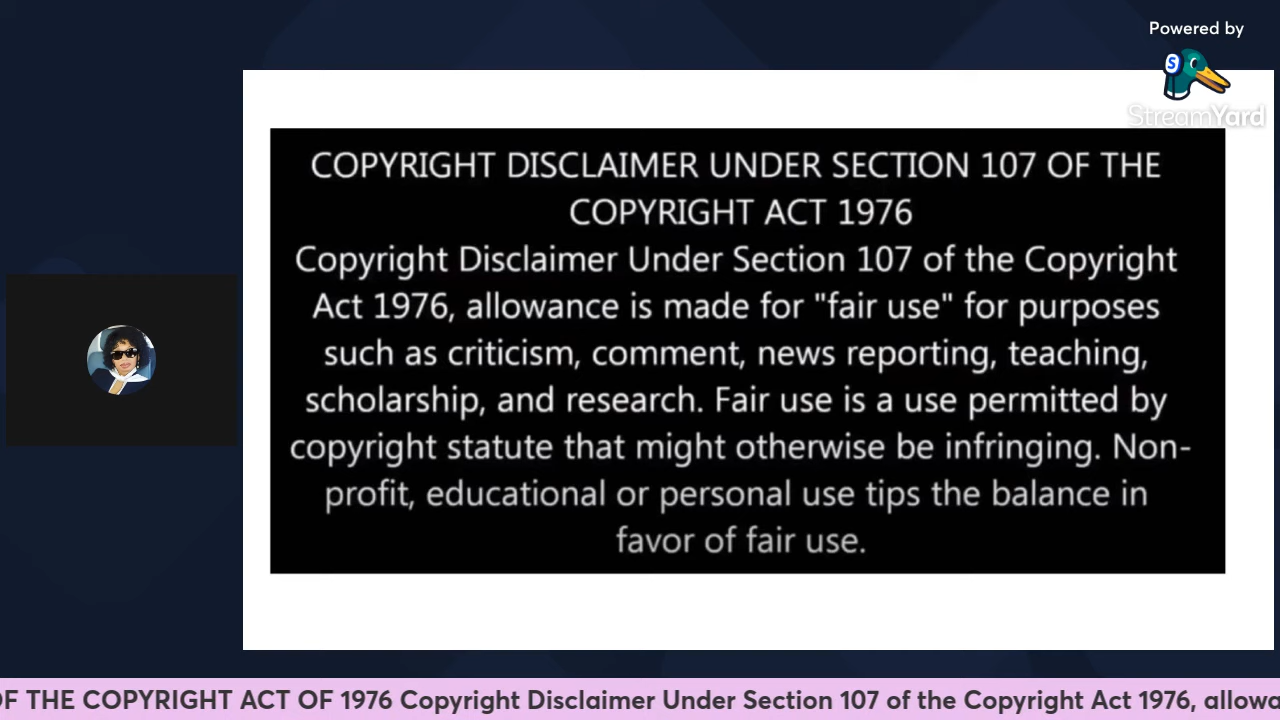 Powered by
StreamYard
COPYRIGHT DISCLAIMER UNDER SECTION 107 OF THE
COPYRIGHT ACT 1976
Copyright Disclaimer Under Section 107 of the Copyright
Act 1976, allowance is made for "fair use" for purposes
such as criticism, comment, news reporting, teaching,
scholarship, and research. Fair use is a use permitted by
copyright statute that might otherwise be infringing. Non-
profit, educational or personal use tips the balance in
favor of fair use.
OF THE COPYRIGHT ACT OF 1976 Copyright Disclaimer Under Section 107 of the Copyright Act 1976,